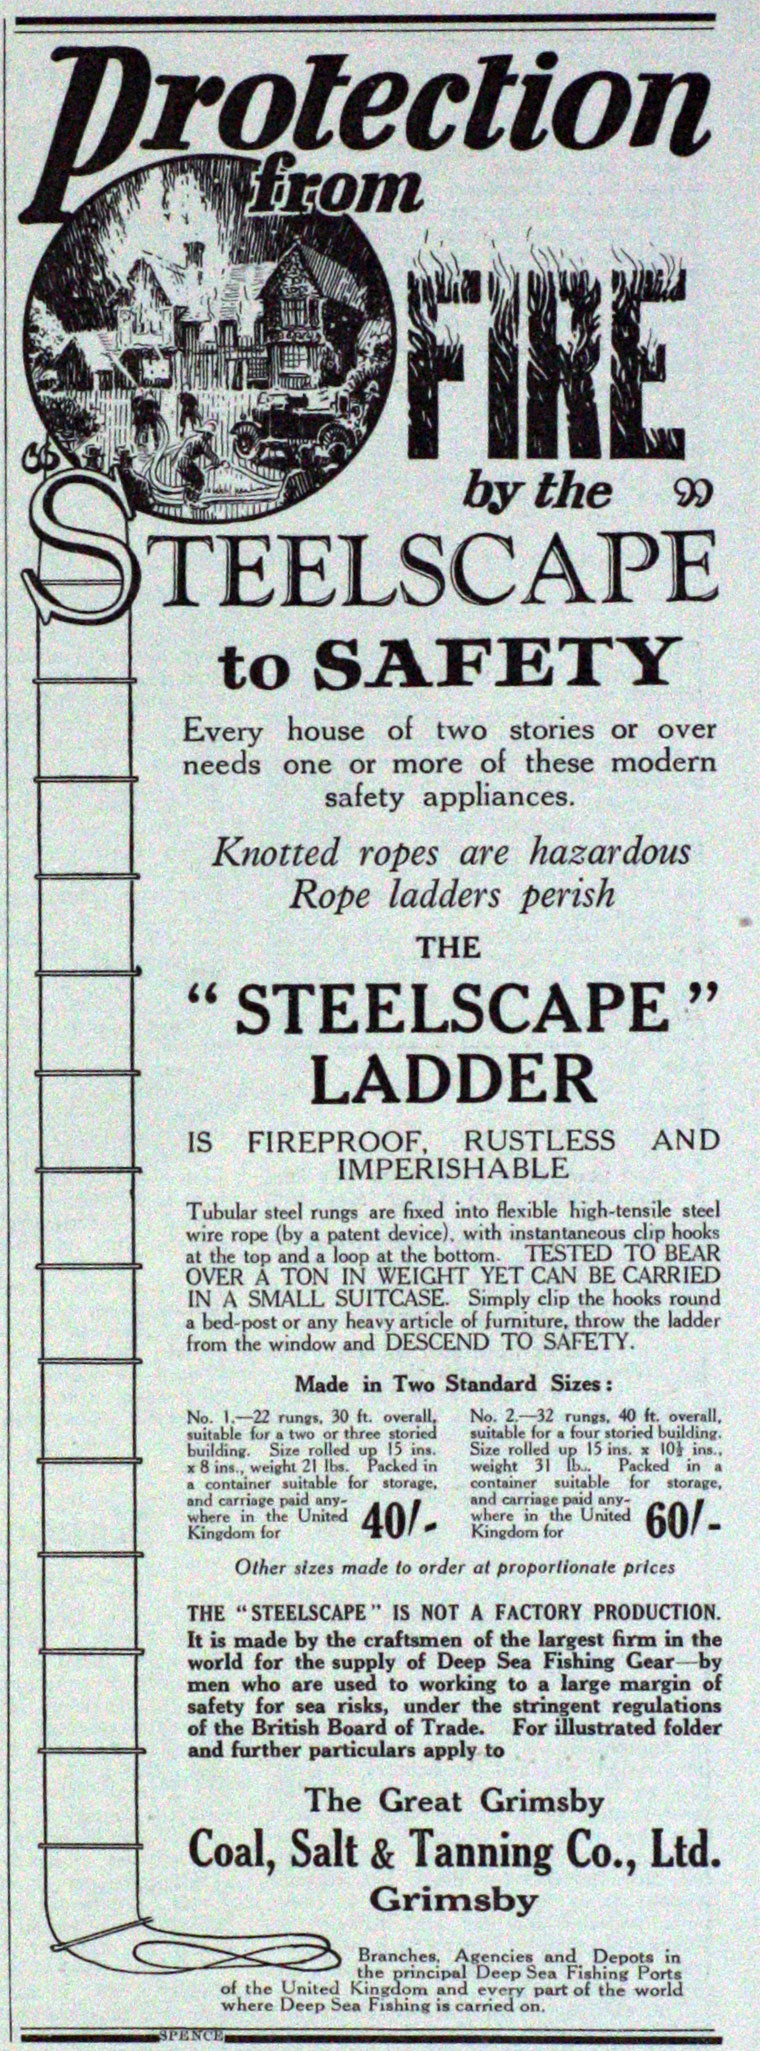 Protection
from
FIRE
by the
"STEELSCAPE"
to SAFETY
Every house of two stories or over
needs one or more of these modern
safety appliances.
Knotted ropes are hazardous
Rope ladders perish
THE
"STEELSCAPE"
LADDER
IS FIREPROOF, RUSTLESS AND
IMPERISHABLE
Tubular steel rungs are fixed into flexible high-tensile steel
wire rope (by a patent device), with instantaneous clip hooks
at the top and a loop at the bottom. TESTED TO BEAR
OVER A TON IN WEIGHT YET CAN BE CARRIED
IN A SMALL SUITCASE. Simply clip the hooks round
a bed-post or any heavy article of furniture, throw the ladder
from the window and DESCEND TO SAFETY.
Made in Two Standard Sizes:
No. 1.—22 rungs, 30 ft. overall,
suitable for a two or three storied
building. Size rolled up 15 ins.
x 8 ins., weight 21 lbs. Packed in
a container suitable for storage,
and carriage paid any-
where in the United
Kingdom for
40/-
No. 2.—32 rungs, 40 ft. overall,
suitable for a four storied building.
Size rolled up 15 ins. x 10½ ins.,
weight 31 lb.. Packed in a
container suitable for storage,
and carriage paid any-
where in the United
Kingdom for
60/-
Other sizes made to order at proportionate prices
THE "STEELSCAPE" IS NOT A FACTORY PRODUCTION.
It is made by the craftsmen of the largest firm in the
world for the supply of Deep Sea Fishing Gear—by
men who are used to working to a large margin of
safety for sea risks, under the stringent regulations
of the British Board of Trade. For illustrated folder
and further particulars apply to
The Great Grimsby
Coal, Salt & Tanning Co., Ltd.
Grimsby
Branches, Agencies and Depots in
the principal Deep Sea Fishing Ports
of the United Kingdom and every part of the world
where Deep Sea Fishing is carried on.
SPENCE